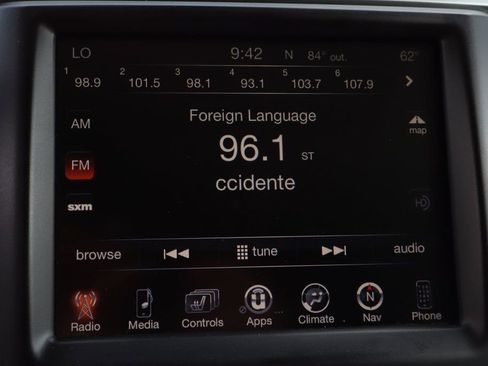 LO 9:42 N 84° out. 62°
1 98.9 2 101.5 3 98.1 4 93.1 5 103.7 6 107.9
AM Foreign Language map
FM 96.1 ST
sxm ccidente HD
browse tune audio
Radio Media Controls Apps Climate Nav Phone